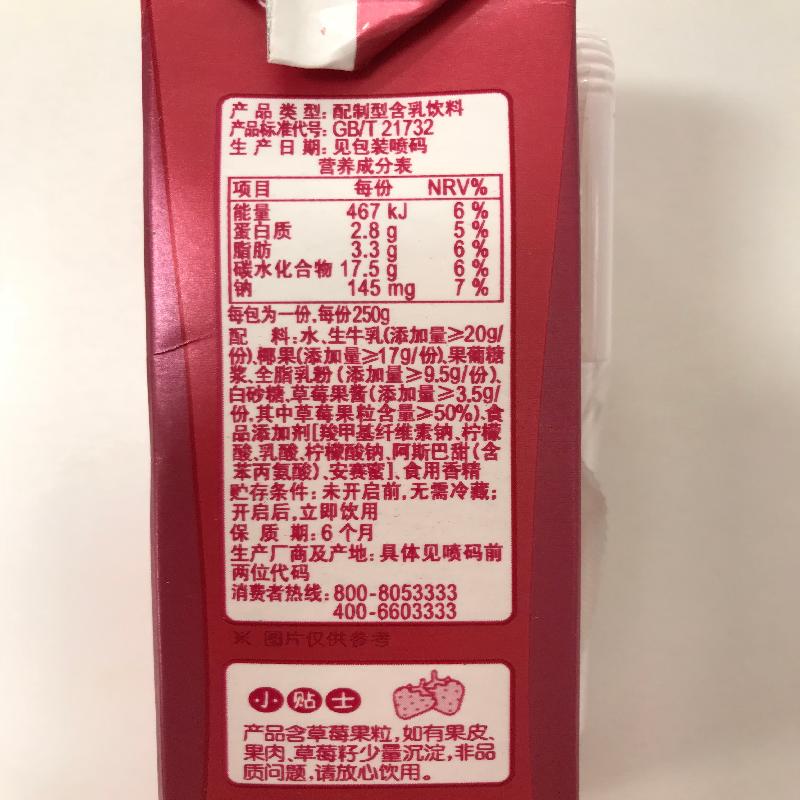 产品类型:配制型含乳饮料
产品标准代号:GB/T 21732
生产日期:见包装喷码
营养成分表
项目 每份 NRV%
能量 467 kJ 6 %
蛋白质 2.8 g 5 %
脂肪 3.3 g 6 %
碳水化合物 17.5 g 6 %
钠 145 mg 7 %
每包为一份,每份250g
配 料:水、生牛乳(添加量≥20g/
份)、椰果(添加量≥17g/份)、果葡糖
浆、全脂乳粉(添加量≥9.5g/份)、
白砂糖、草莓果酱(添加量≥3.5g/
份,其中草莓果粒含量≥50%)、食
品添加剂[羧甲基纤维素钠、柠檬
酸、乳酸、柠檬酸钠、阿斯巴甜(含
苯丙氨酸)、安赛蜜]、食用香精
贮存条件:未开启前,无需冷藏;
开启后,立即饮用
保 质 期:6个月
生产厂商及产地:具体见喷码前
两位代码
消费者热线:800-8053333
400-6603333
※ 图片仅供参考
小贴士
产品含草莓果粒,如有果皮、
果肉、草莓籽少量沉淀,非品
质问题,请放心饮用。